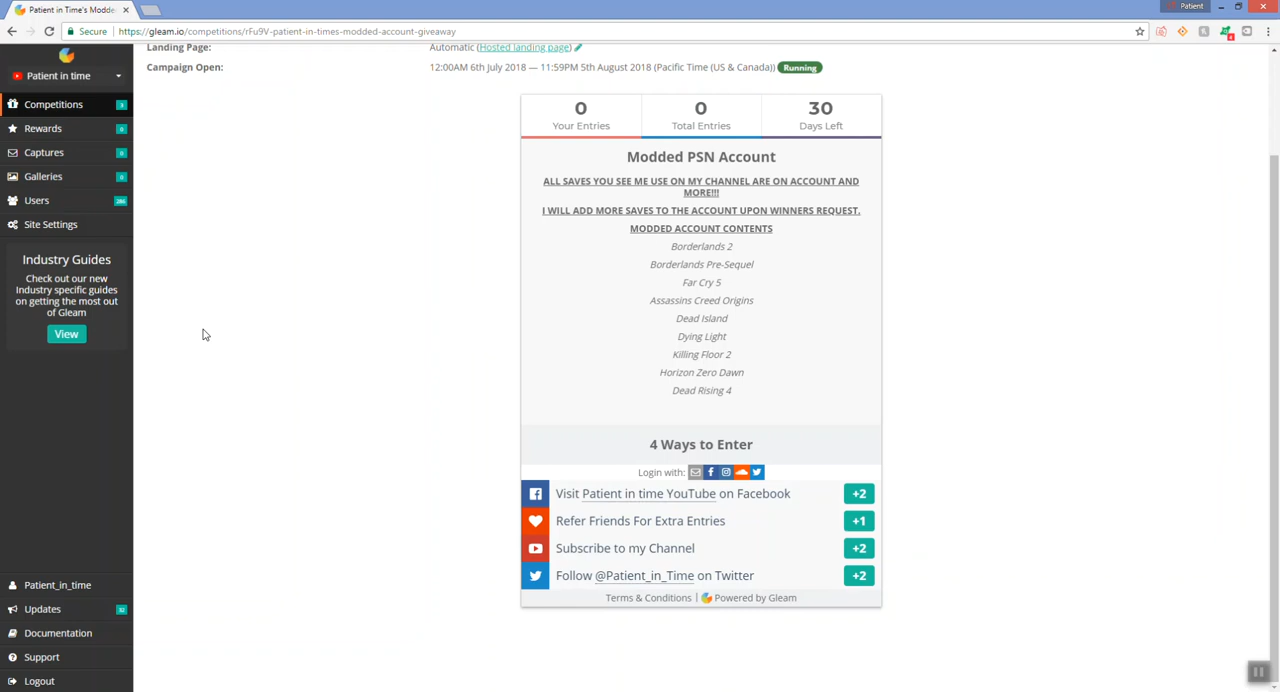 Patient in Time's Modde
Patient
Secure
https://gleam.io/competitions/rFu9V-patient-in-times-modded-account-giveaway
Patient in time
Competitions 3
Rewards 0
Captures 0
Galleries 0
Users 286
Site Settings
Industry Guides
Check out our new
Industry specific guides
on getting the most out
of Gleam
View
Patient_in_time
Updates 52
Documentation
Support
Logout
Landing Page: Automatic (Hosted landing page)
Campaign Open: 12:00AM 6th July 2018 — 11:59PM 5th August 2018 (Pacific Time (US & Canada)) Running
0 0 30
Your Entries Total Entries Days Left
Modded PSN Account
ALL SAVES YOU SEE ME USE ON MY CHANNEL ARE ON ACCOUNT AND
MORE!!!
I WILL ADD MORE SAVES TO THE ACCOUNT UPON WINNERS REQUEST.
MODDED ACCOUNT CONTENTS
Borderlands 2
Borderlands Pre-Sequel
Far Cry 5
Assassins Creed Origins
Dead Island
Dying Light
Killing Floor 2
Horizon Zero Dawn
Dead Rising 4
4 Ways to Enter
Login with:
Visit Patient in time YouTube on Facebook +2
Refer Friends For Extra Entries +1
Subscribe to my Channel +2
Follow @Patient_in_Time on Twitter +2
Terms & Conditions | Powered by Gleam